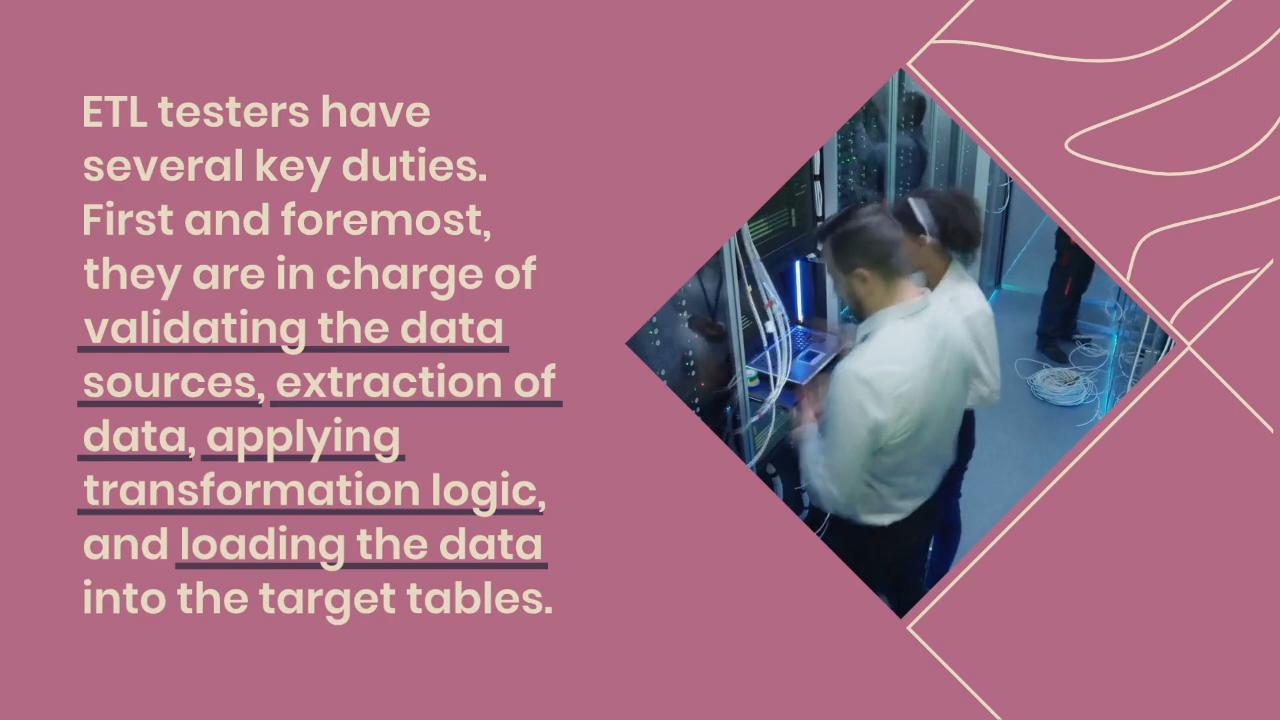 ETL testers have
several key duties.
First and foremost,
they are in charge of
validating the data
sources, extraction of
data, applying
transformation logic,
and loading the data
into the target tables.